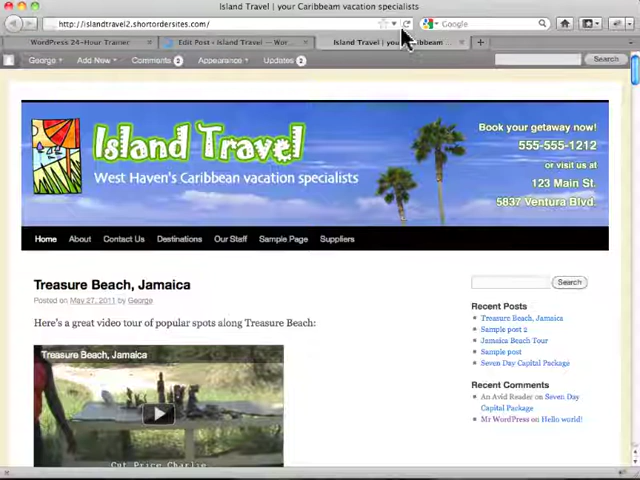 Island Travel | your Caribbean vacation specialists
http://islandtravel2.shortordersites.com/
Google
WordPress 24-Hour Trainer
Edit Post ‹ Island Travel — Wor...
Island Travel | your Caribbean ...
George
Add New
Comments
Appearance
Updates 2
Search
Island Travel
West Haven's Caribbean vacation specialists
Book your getaway now!
555-555-1212
or visit us at
123 Main St.
5837 Ventura Blvd.
Home About Contact Us Destinations Our Staff Sample Page Suppliers
Treasure Beach, Jamaica
Posted on May 27, 2011 by George
Here's a great video tour of popular spots along Treasure Beach:
Treasure Beach, Jamaica
Cut Price Charlie
Search
Recent Posts
Treasure Beach, Jamaica
Sample post 2
Jamaica Beach Tour
Sample post
Seven Day Capital Package
Recent Comments
An Avid Reader on Seven Day
Capital Package
Mr WordPress on Hello world!